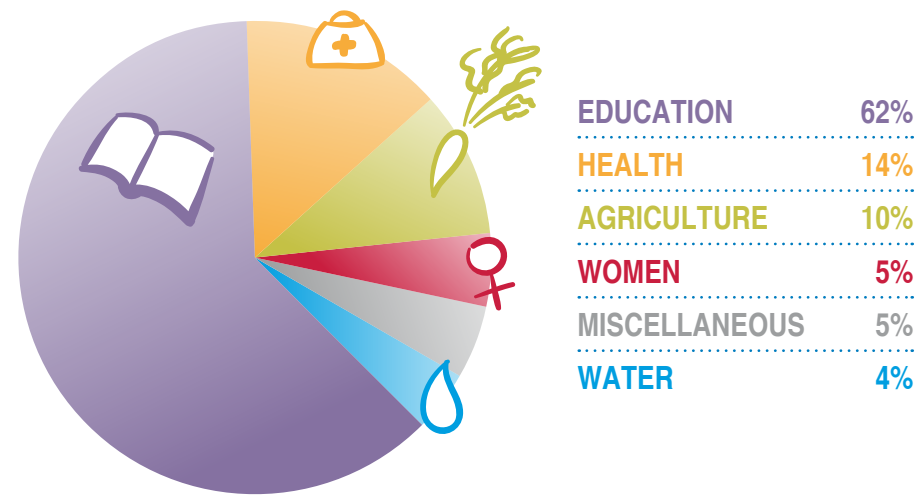 EDUCATION 62%
HEALTH 14%
AGRICULTURE 10%
WOMEN 5%
MISCELLANEOUS 5%
WATER 4%